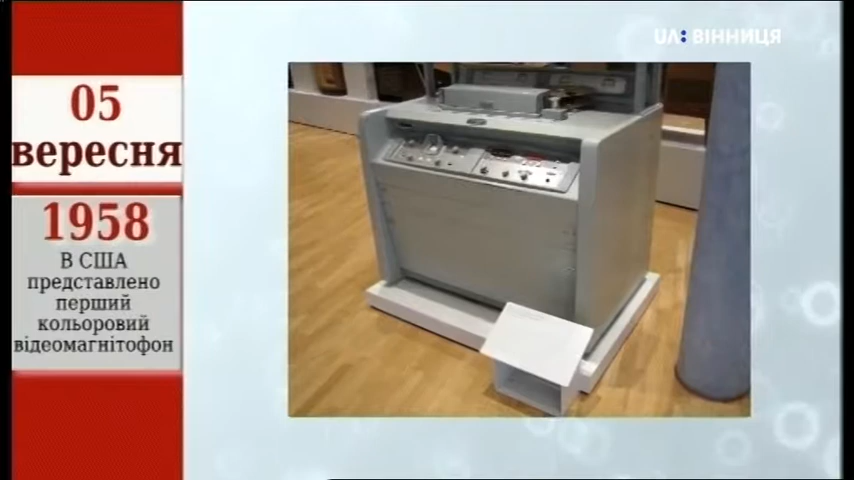 UA: ВІННИЦЯ
05
вересня
1958
В США
представлено
перший
кольоровий
відеомагнітофон